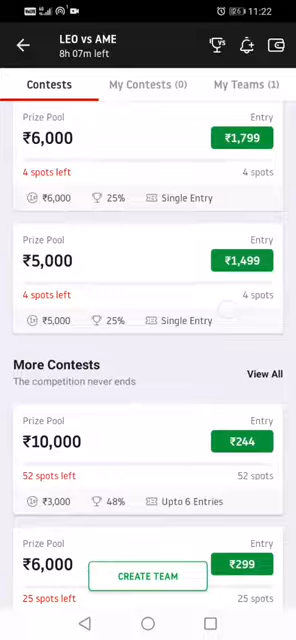 11:22
LEO vs AME
8h 07m left
Contests My Contests (0) My Teams (1)
Prize Pool Entry
₹6,000 ₹1,799
4 spots left 4 spots
₹6,000 25% Single Entry
Prize Pool Entry
₹5,000 ₹1,499
4 spots left 4 spots
₹5,000 25% Single Entry
More Contests View All
The competition never ends
Prize Pool Entry
₹10,000 ₹244
52 spots left 52 spots
₹3,000 48% Upto 6 Entries
Prize Pool Entry
₹6,000 ₹299
CREATE TEAM
25 spots left 25 spots